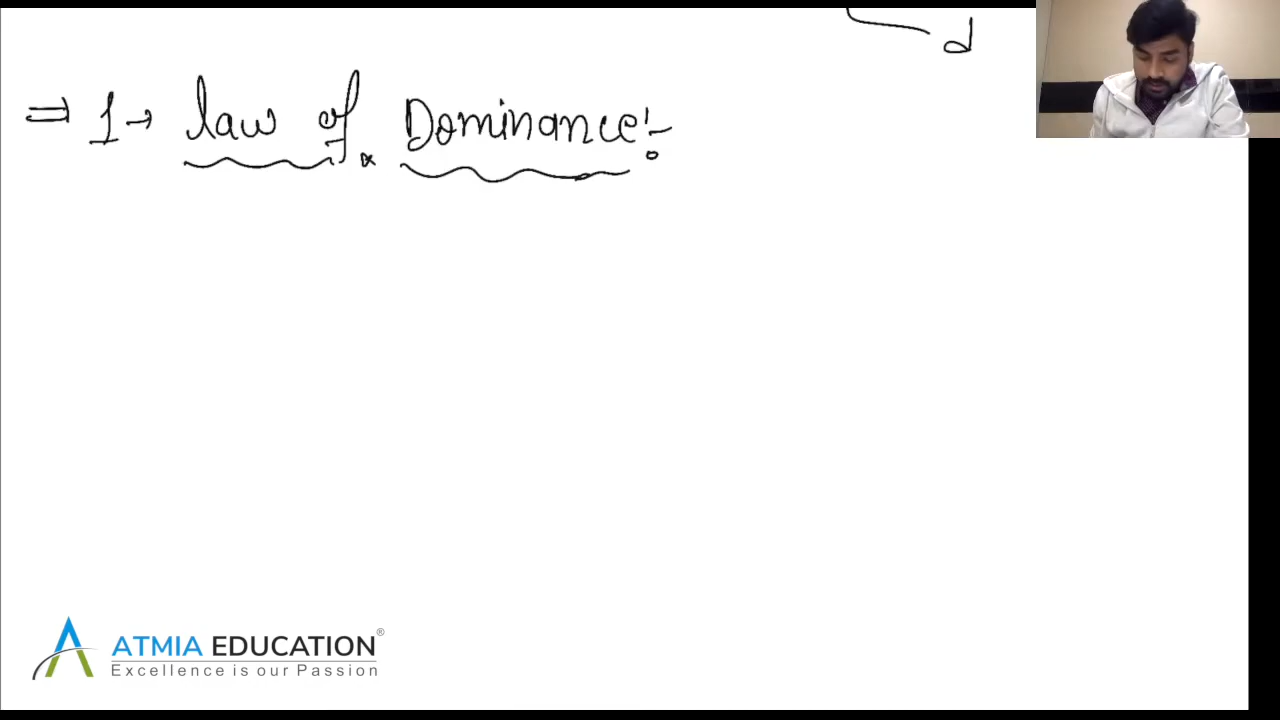 d
⇒ 1→ Law of Dominance:-
ATMIA EDUCATION®
Excellence is our Passion